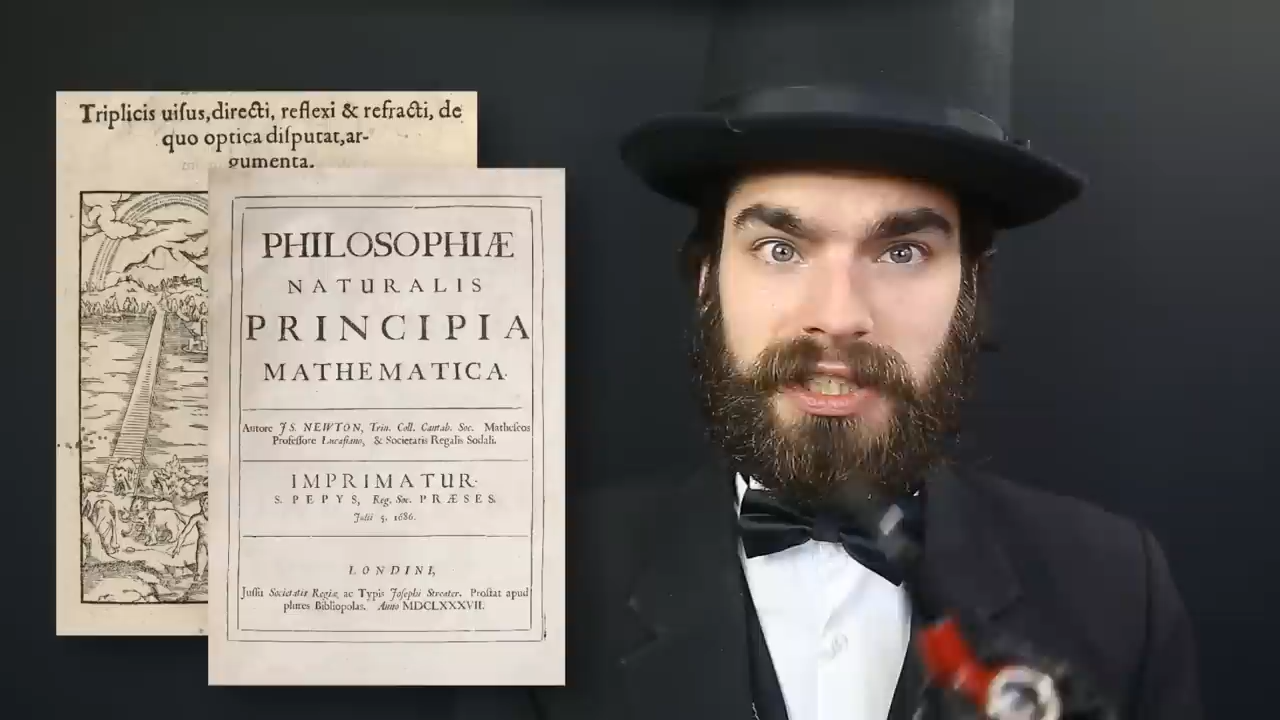 Triplicis uiſus, directi, reflexi & refracti, de
quo optica diſputat, ar-
gumenta.
PHILOSOPHIÆ
NATURALIS
PRINCIPIA
MATHEMATICA.
Autore JS. NEWTON, Trin. Coll. Cantab. Soc. Matheſeos
Profeſſore Lucaſiano, & Societatis Regalis Sodali.
IMPRIMATUR.
S. PEPYS, Reg. Soc. PRÆSES.
Julii 5. 1686.
LONDINI,
Juſſu Societatis Regiæ ac Typis Joſephi Streater. Proſtat apud
plures Bibliopolas. Anno MDCLXXXVII.